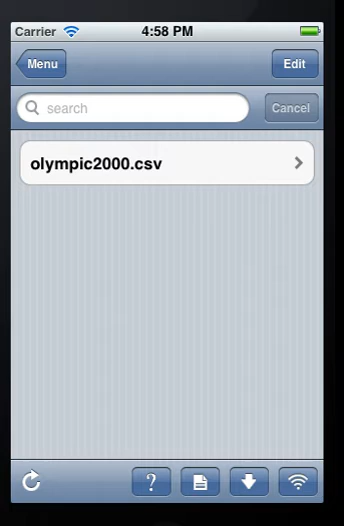 Carrier 4:58 PM
Menu Edit
search Cancel
olympic2000.csv
?